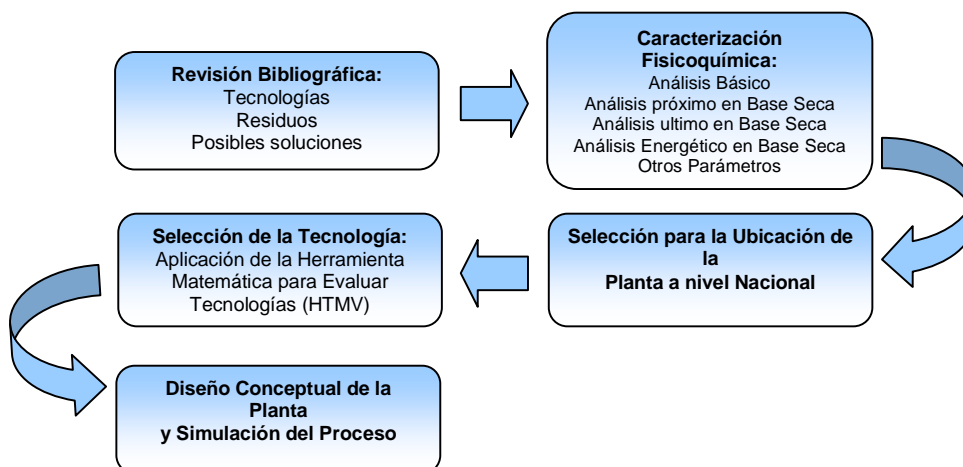 Revisión Bibliográfica:
Tecnologías
Residuos
Posibles soluciones
Caracterización
Fisicoquímica:
Análisis Básico
Análisis próximo en Base Seca
Análisis ultimo en Base Seca
Análisis Energético en Base Seca
Otros Parámetros
Selección para la Ubicación de
la
Planta a nivel Nacional
Selección de la Tecnología:
Aplicación de la Herramienta
Matemática para Evaluar
Tecnologías (HTMV)
Diseño Conceptual de la
Planta
y Simulación del Proceso